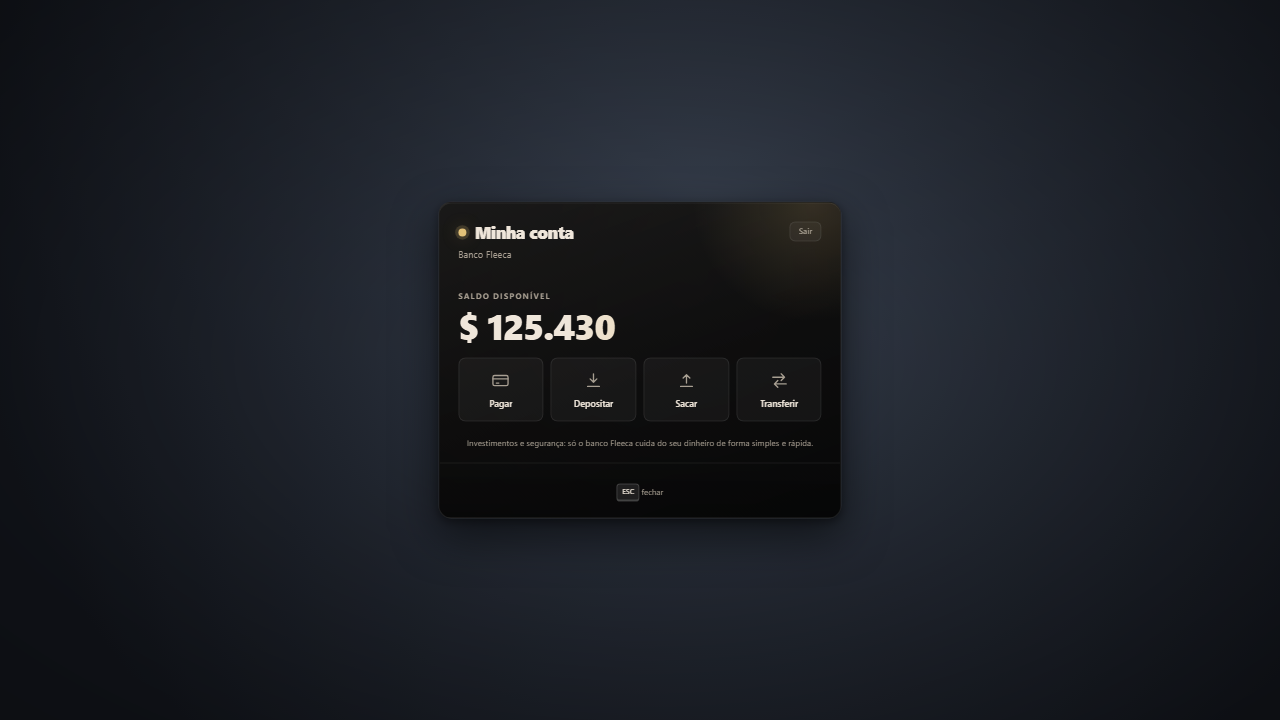 Minha conta
Sair
Banco Fleeca
SALDO DISPONÍVEL
$ 125.430
Pagar
Depositar
Sacar
Transferir
Investimentos e segurança: só o banco Fleeca cuida do seu dinheiro de forma simples e rápida.
ESC fechar